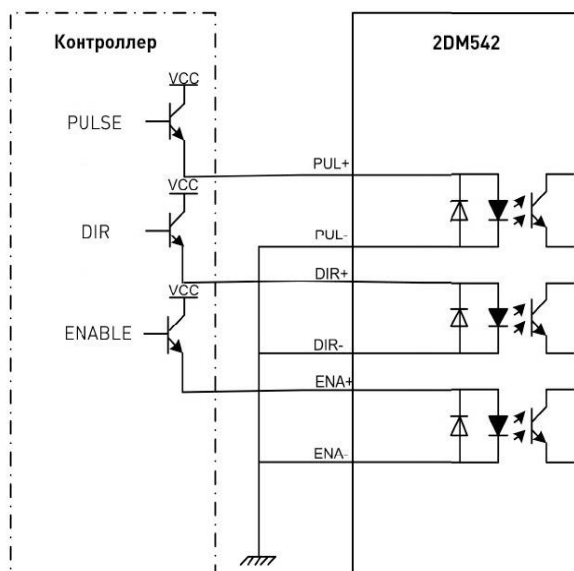 Контроллер
2DM542
VCC
PULSE
PUL+
VCC
PUL-
DIR
DIR+
VCC
ENABLE
DIR-
ENA+
ENA-